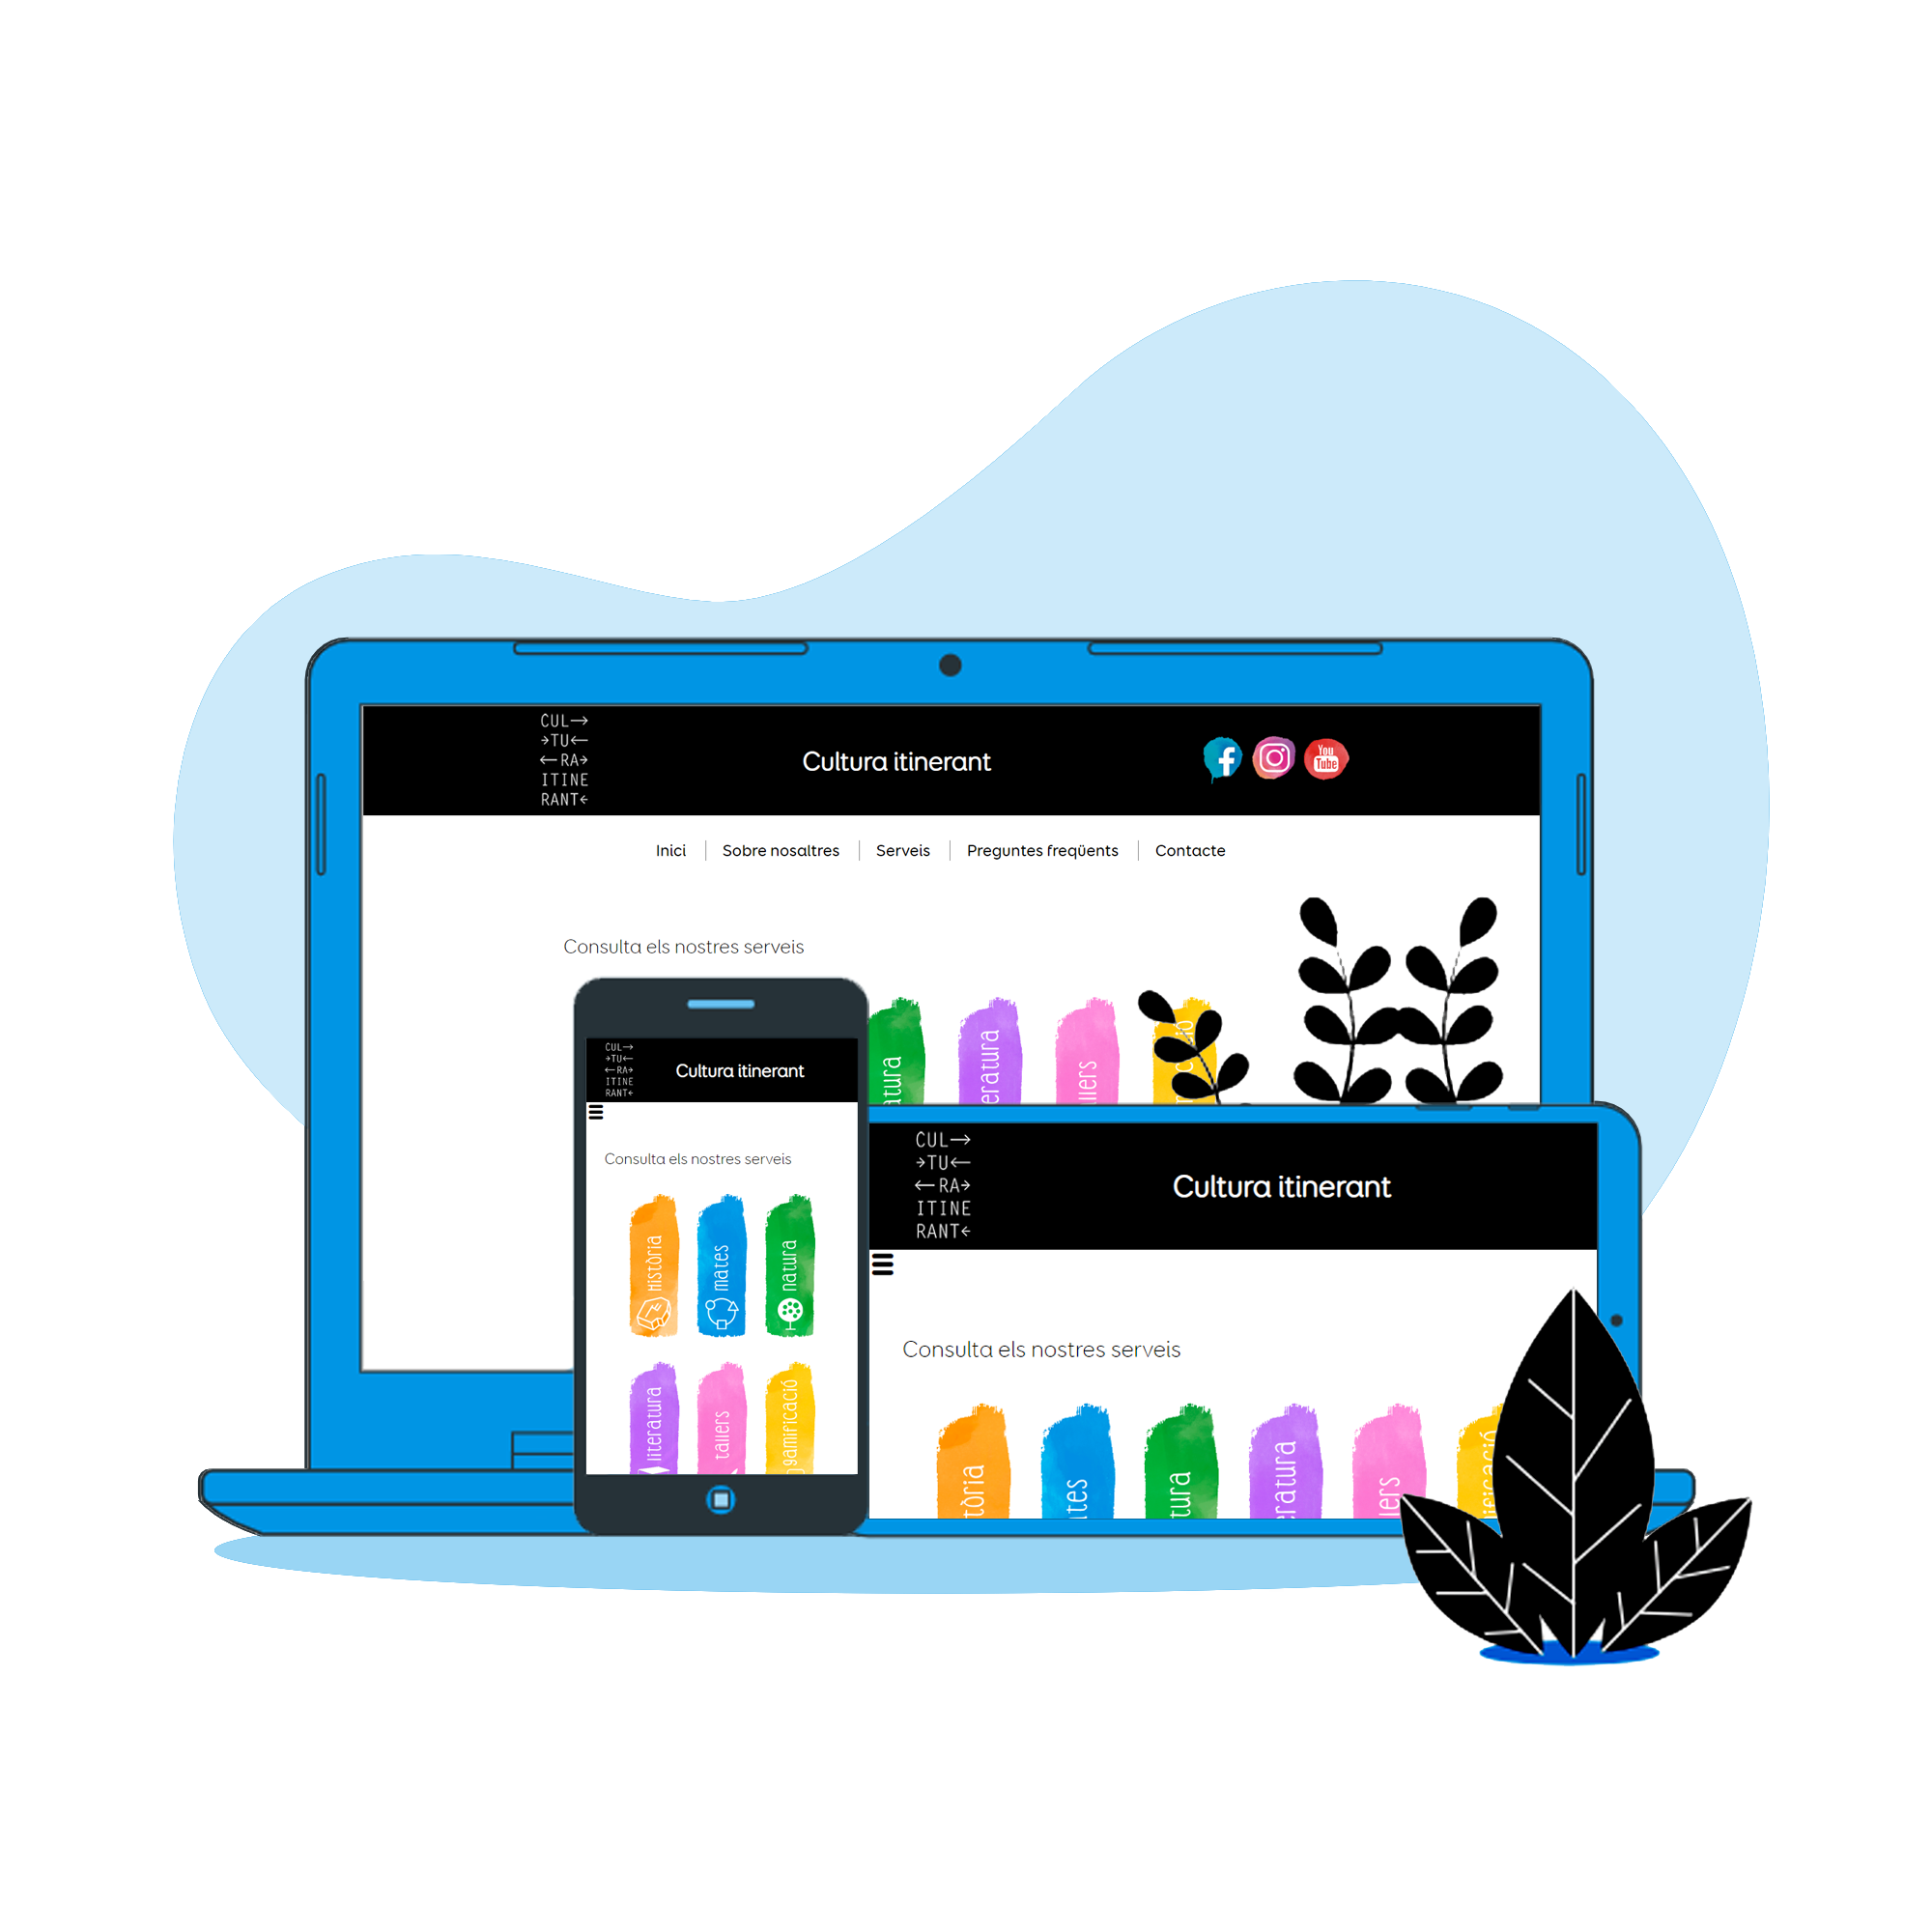 CUL→
→TU←
←RA→
ITINE
RANT←
Cultura itinerant
You
Tube
Inici
Sobre nosaltres
Serveis
Preguntes freqüents
Contacte
Consulta els nostres serveis
atura
eratura
llers
CUL→
→TU←
←RA→
ITINE
RANT←
Cultura itinerant
Consulta els nostres serveis
Història
mates
natura
literatura
tallers
gamificació
CUL→
→TU←
←RA→
ITINE
RANT←
Cultura itinerant
Consulta els nostres serveis
tòria
tes
tura
eratura
lers
ificació